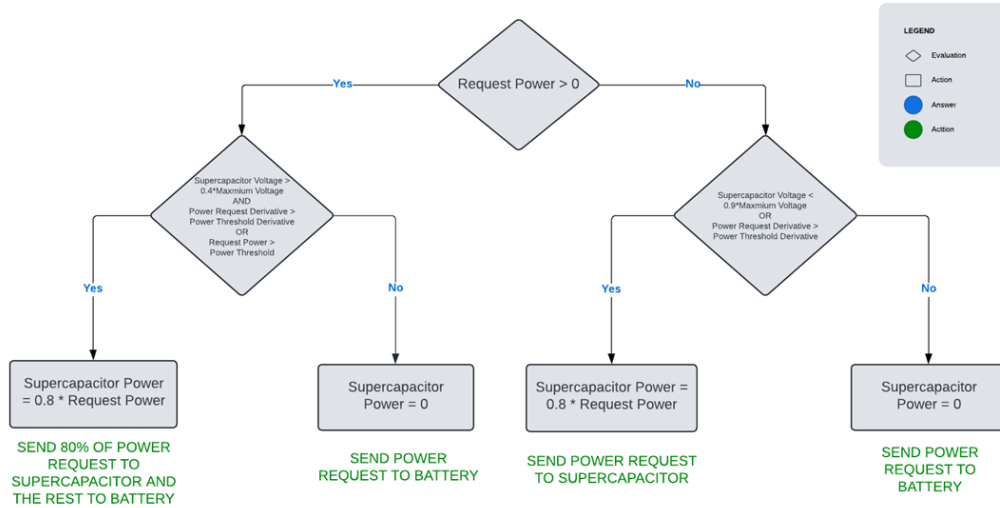 LEGEND
Evaluation
Action
Answer
Acttion
Request Power > 0
Yes
No
Supercapacitor Voltage >
0.4*Maxmium Voltage
AND
Power Request Derivative >
Power Threshold Derivative
OR
Request Power >
Power Threshold
Supercapacitor Voltage <
0.9*Maxmium Voltage
OR
Power Request Derivative >
Power Threshold Derivative
Yes
No
Yes
No
Supercapacitor Power
= 0.8 * Request Power
Supercapacitor
Power = 0
Supercapacitor Power =
0.8 * Request Power
Supercapacitor
Power = 0
SEND 80% OF POWER
REQUEST TO
SUPERCAPACITOR AND
THE REST TO BATTERY
SEND POWER
REQUEST TO BATTERY
SEND POWER REQUEST
TO SUPERCAPACITOR
SEND POWER
REQUEST TO
BATTERY